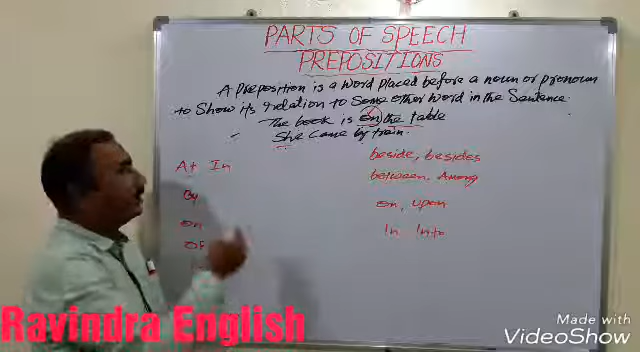 PARTS OF SPEECH
PREPOSITIONS
A Preposition is a word placed before a noun or pronoun
to show its relation to some other word in the sentence.
The book is on the table
She came by train.
At In
By
on
of
beside, besides
between, Among
on, upon
In Into
Ravindra English
Made with
VideoShow